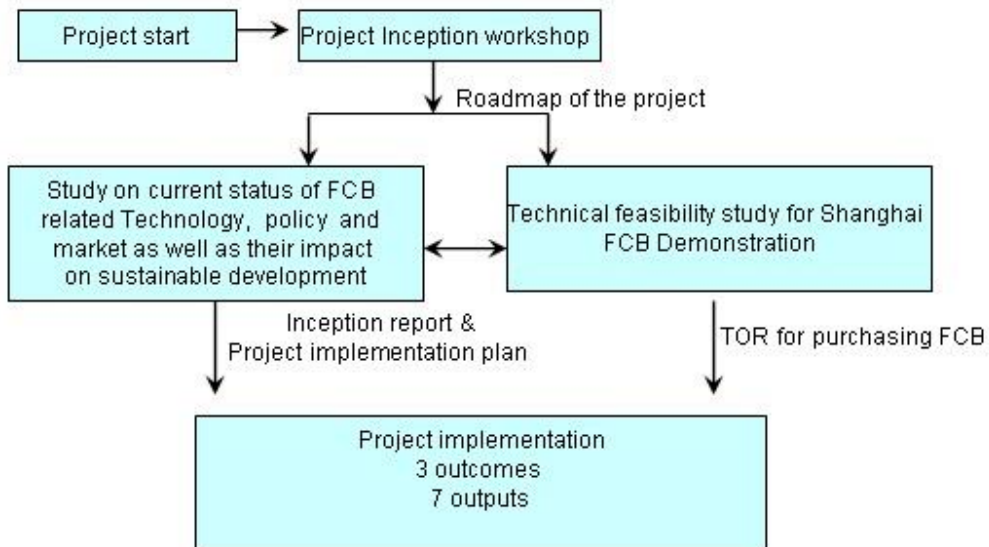 Project start
Project Inception workshop
Roadmap of the project
Study on current status of FCB
related Technology, policy and
market as well as their impact
on sustainable development
Technical feasibility study for Shanghai
FCB Demonstration
Inception report &
Project implementation plan
TOR for purchasing FCB
Project implementation
3 outcomes
7 outputs